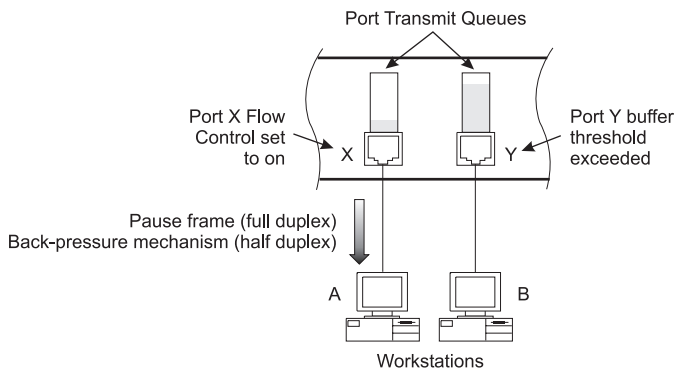 Port Transmit Queues
Port X Flow
Control set
to on
X
Y
Port Y buffer
threshold
exceeded
Pause frame (full duplex)
Back-pressure mechanism (half duplex)
A
B
Workstations